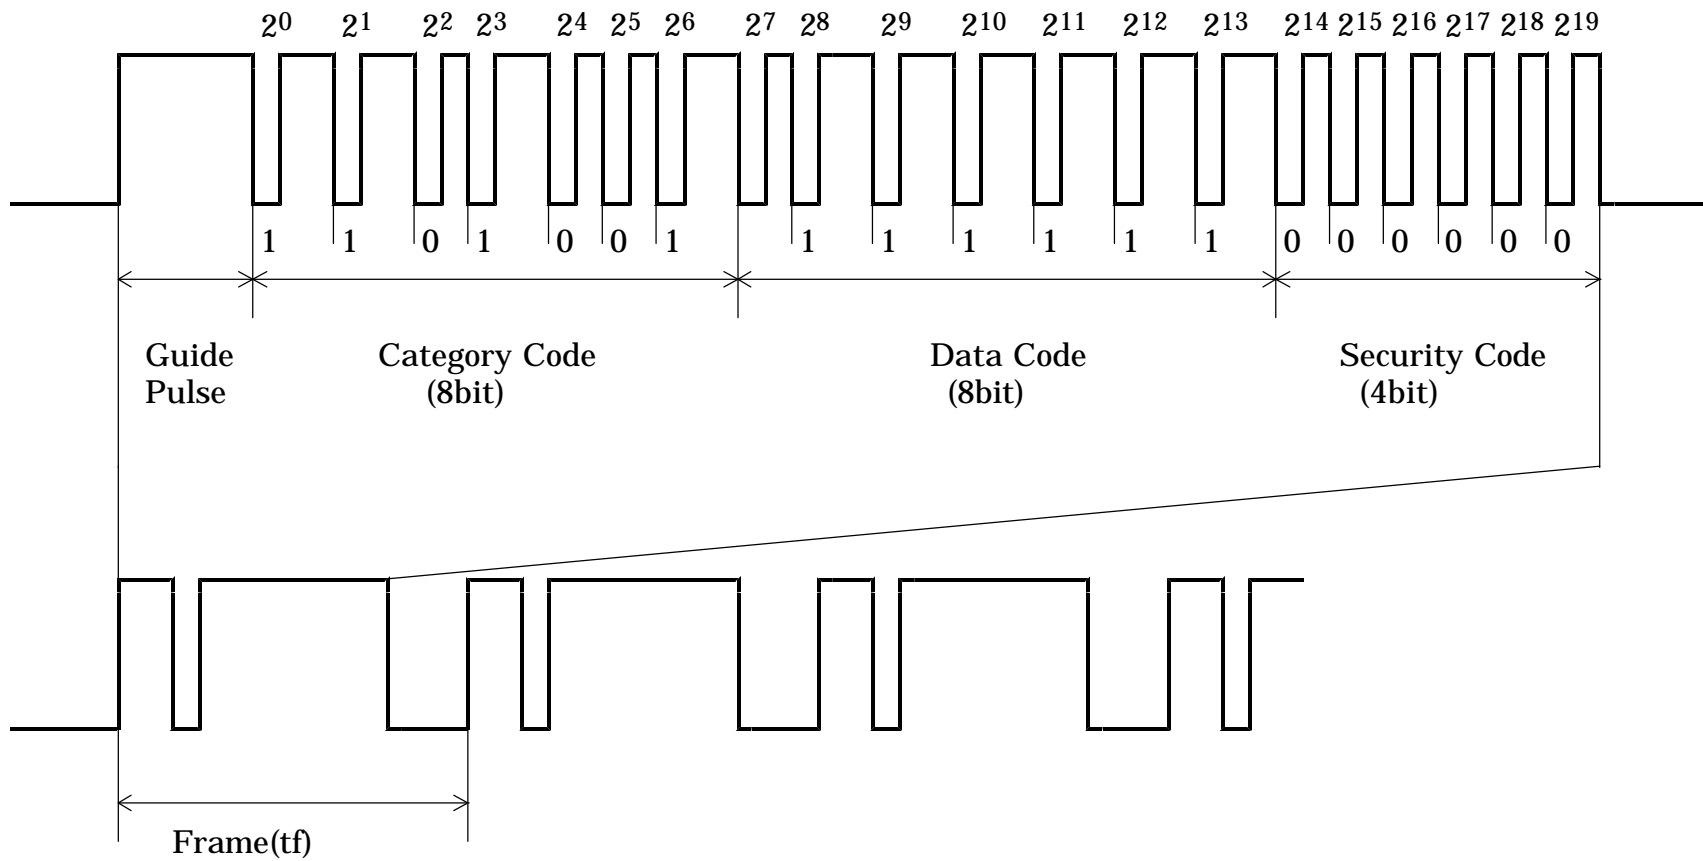 2⁰ 2¹ 2² 2³ 2⁴ 2⁵ 2⁶ 2⁷ 2⁸ 2⁹ 2¹⁰ 2¹¹ 2¹² 2¹³ 2¹⁴ 2¹⁵ 2¹⁶ 2¹⁷ 2¹⁸ 2¹⁹
1 1 0 1 0 0 1 1 1 1 1 1 1 0 0 0 0 0 0
Guide
Pulse
Category Code
(8bit)
Data Code
(8bit)
Security Code
(4bit)
Frame(tf)